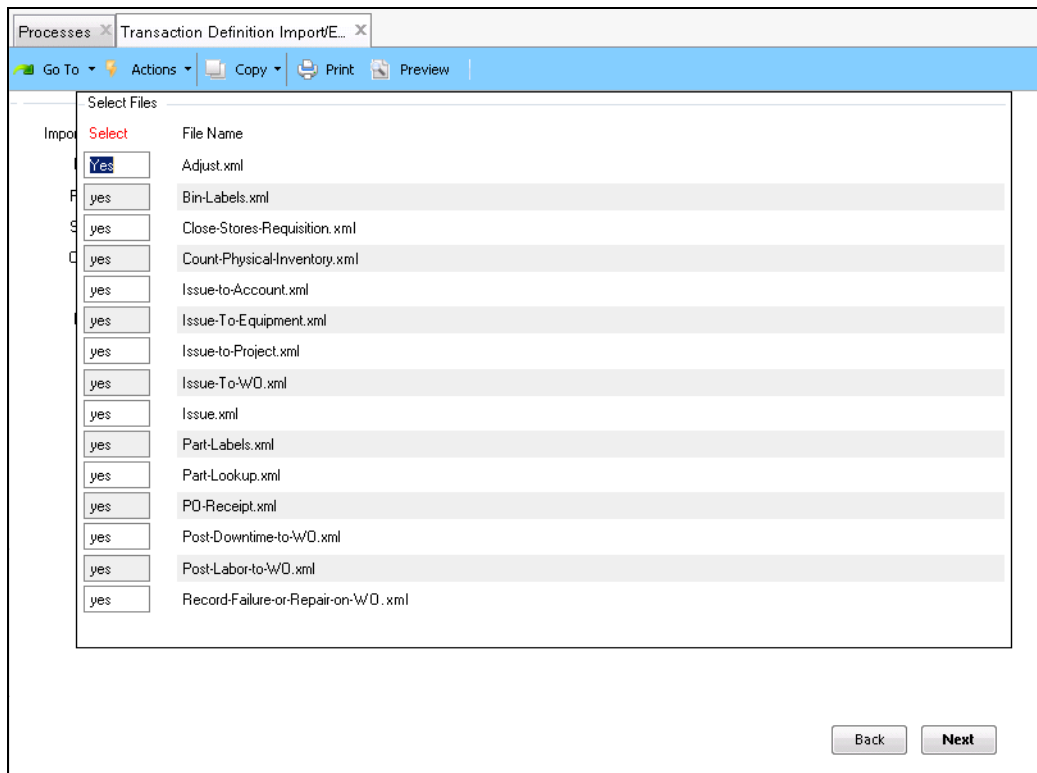 Processes Transaction Definition Import/E...
Go To Actions Copy Print Preview
Select Files
Impo Select File Name
Yes Adjust.xml
yes Bin-Labels.xml
yes Close-Stores-Requisition.xml
yes Count-Physical-Inventory.xml
yes Issue-to-Account.xml
yes Issue-To-Equipment.xml
yes Issue-to-Project.xml
yes Issue-To-WO.xml
yes Issue.xml
yes Part-Labels.xml
yes Part-Lookup.xml
yes PO-Receipt.xml
yes Post-Downtime-to-WO.xml
yes Post-Labor-to-WO.xml
yes Record-Failure-or-Repair-on-WO.xml
Back Next